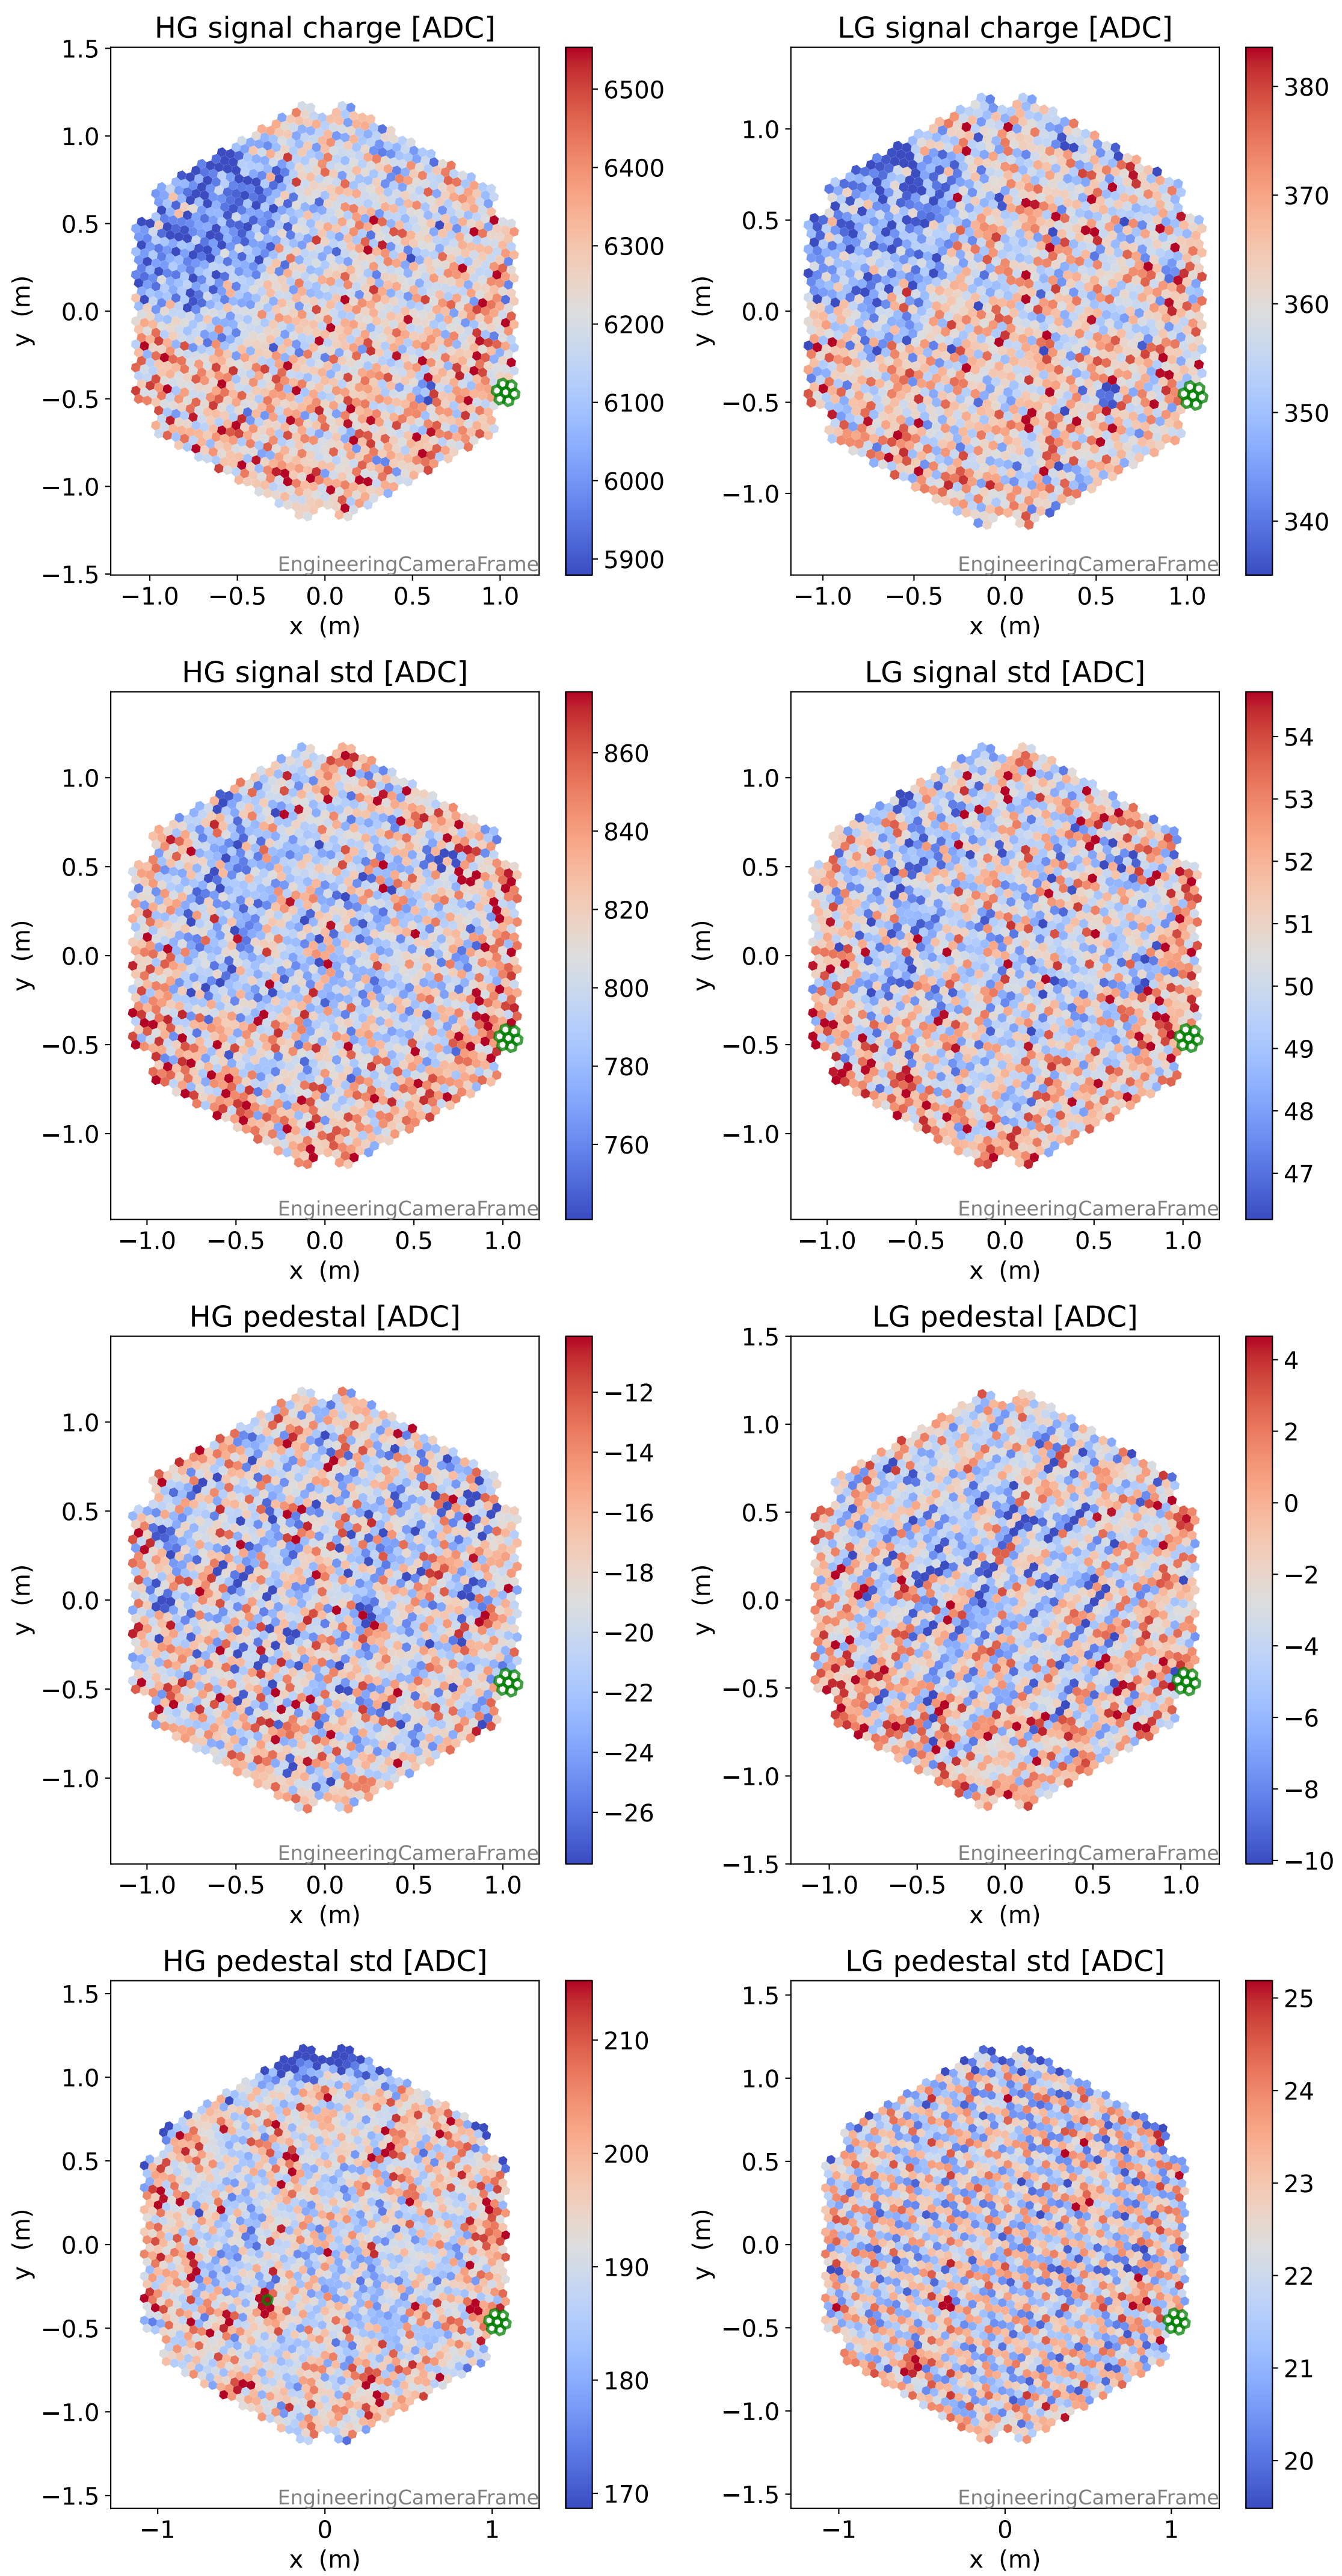 HG signal charge [ADC]
LG signal charge [ADC]
1.5
1.0
0.5
0.0
−0.5
−1.0
−1.5
y (m)
−1.0 −0.5 0.0 0.5 1.0
x (m)
EngineeringCameraFrame
6500
6400
6300
6200
6100
6000
5900
1.0
0.5
0.0
−0.5
−1.0
y (m)
−1.0 −0.5 0.0 0.5 1.0
x (m)
EngineeringCameraFrame
380
370
360
350
340
HG signal std [ADC]
LG signal std [ADC]
1.0
0.5
0.0
−0.5
−1.0
y (m)
−1.0 −0.5 0.0 0.5 1.0
x (m)
EngineeringCameraFrame
860
840
820
800
780
760
1.0
0.5
0.0
−0.5
−1.0
y (m)
−1.0 −0.5 0.0 0.5 1.0
x (m)
EngineeringCameraFrame
54
53
52
51
50
49
48
47
HG pedestal [ADC]
LG pedestal [ADC]
1.0
0.5
0.0
−0.5
−1.0
y (m)
−1.0 −0.5 0.0 0.5 1.0
x (m)
EngineeringCameraFrame
−12
−14
−16
−18
−20
−22
−24
−26
1.5
1.0
0.5
0.0
−0.5
−1.0
−1.5
y (m)
−1.0 −0.5 0.0 0.5 1.0
x (m)
EngineeringCameraFrame
4
2
0
−2
−4
−6
−8
−10
HG pedestal std [ADC]
LG pedestal std [ADC]
1.5
1.0
0.5
0.0
−0.5
−1.0
−1.5
y (m)
−1 0 1
x (m)
EngineeringCameraFrame
210
200
190
180
170
1.5
1.0
0.5
0.0
−0.5
−1.0
−1.5
y (m)
−1 0 1
x (m)
EngineeringCameraFrame
25
24
23
22
21
20